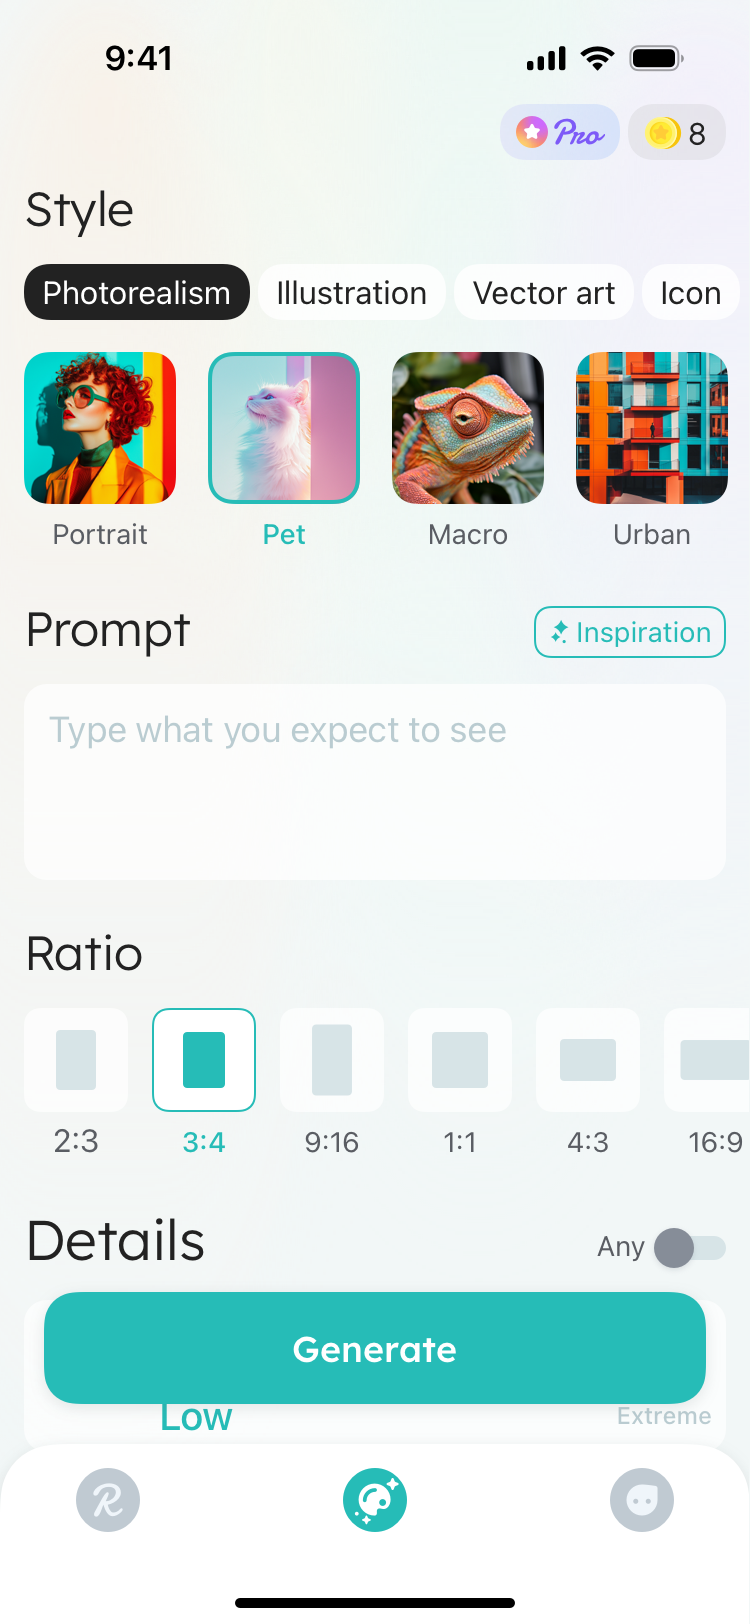 9:41
Pro 8
Style
Photorealism Illustration Vector art Icon
Portrait Pet Macro Urban
Prompt Inspiration
Type what you expect to see
Ratio
2:3 3:4 9:16 1:1 4:3 16:9
Details Any
Generate
Low Extreme
R